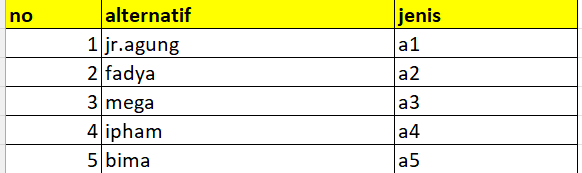 no alternatif jenis
1 jr.agung a1
2 fadya a2
3 mega a3
4 ipham a4
5 bima a5